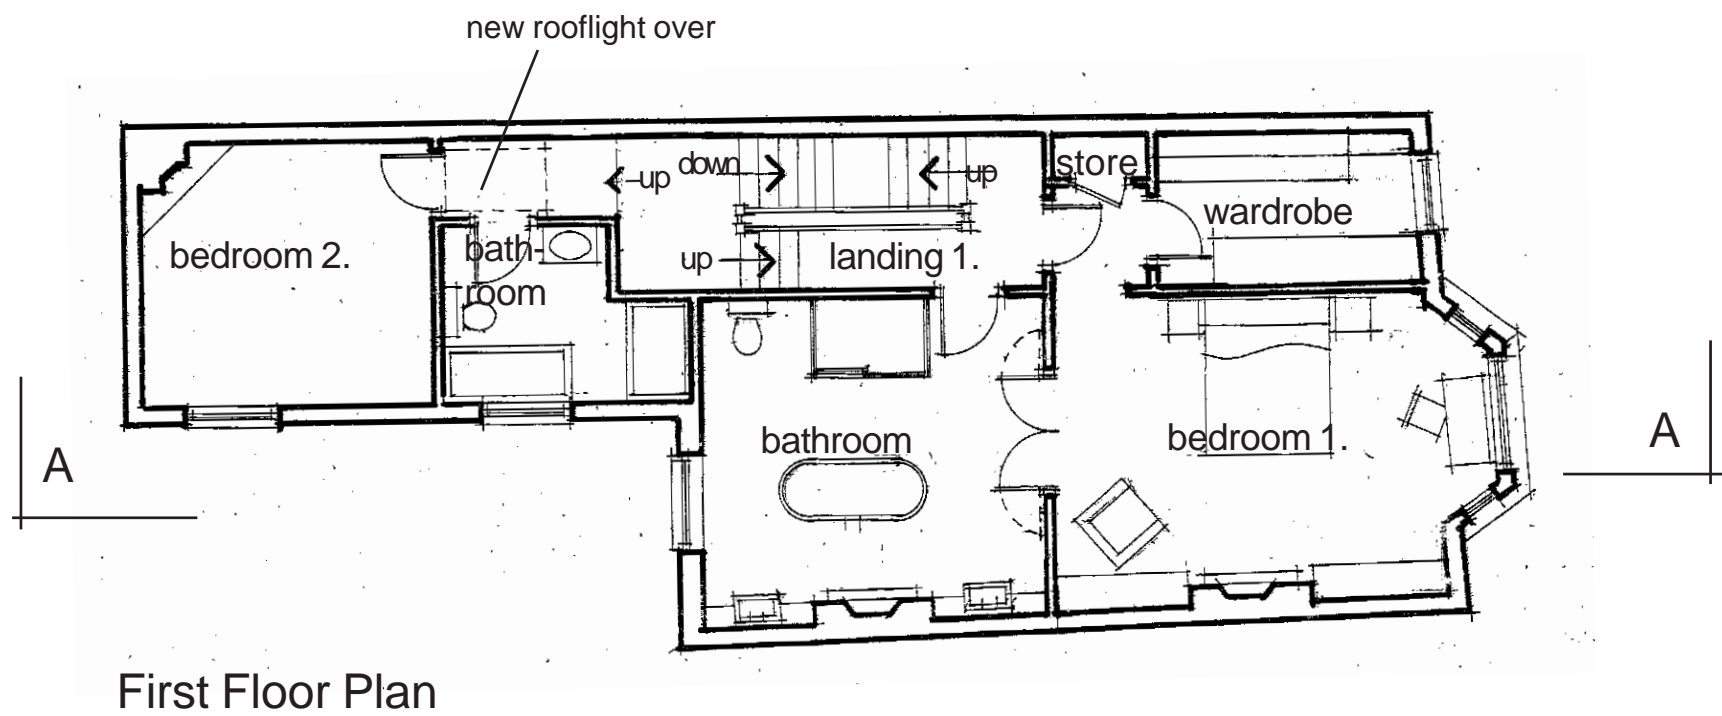 new rooflight over
up
down
up
store
wardrobe
bedroom 2.
bath-
room
up
landing 1.
bathroom
bedroom 1.
A
A
First Floor Plan